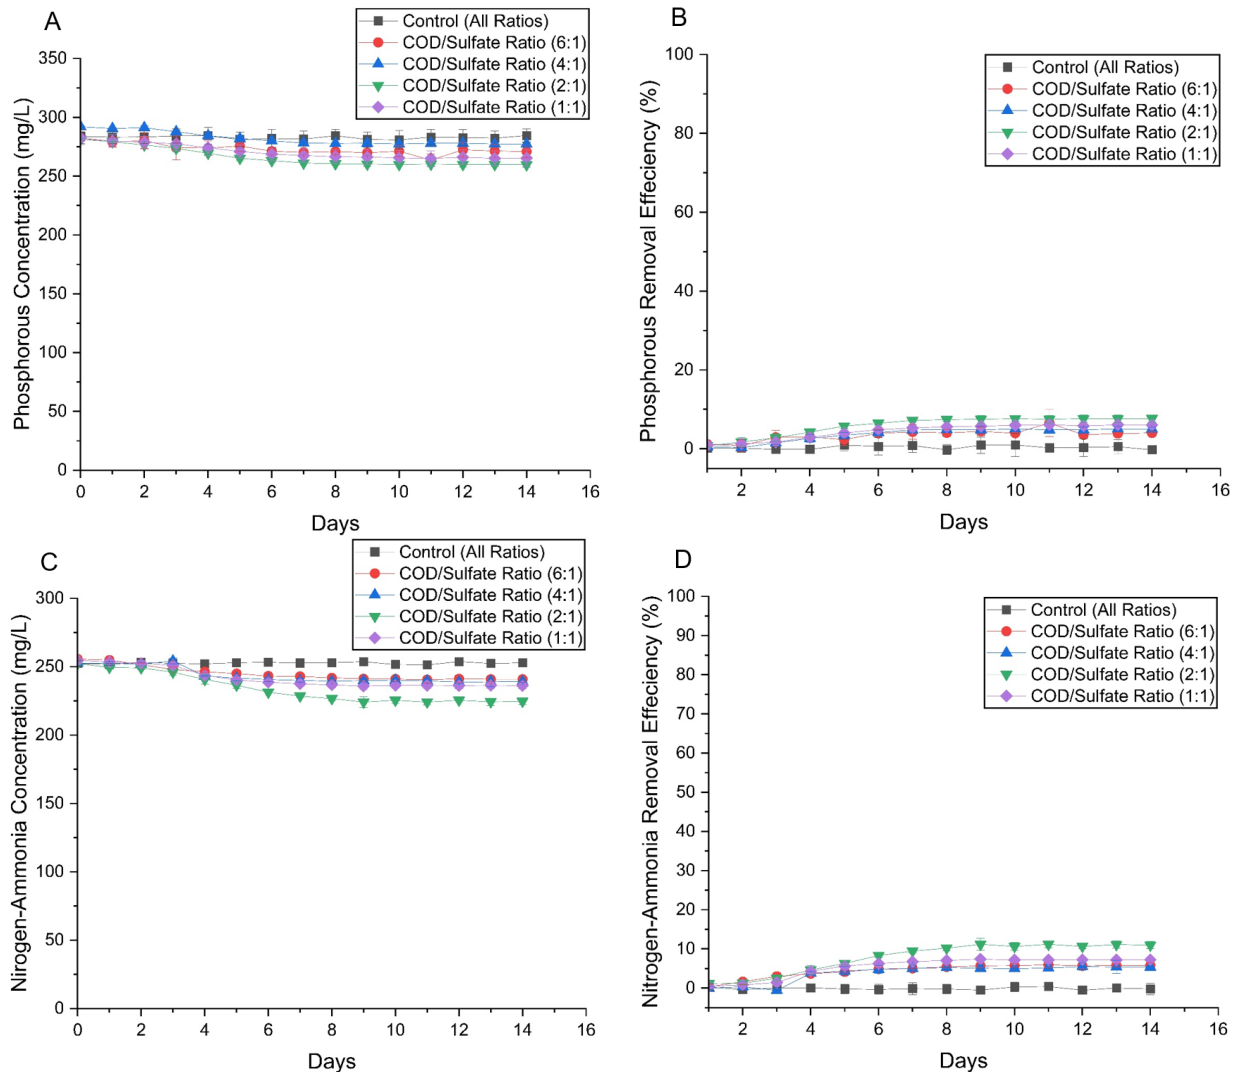 A
Control (All Ratios)
COD/Sulfate Ratio (6:1)
COD/Sulfate Ratio (4:1)
COD/Sulfate Ratio (2:1)
COD/Sulfate Ratio (1:1)
Phosphorous Concentration (mg/L)
350
300
250
200
150
100
50
0
0 2 4 6 8 10 12 14 16
Days
B
Control (All Ratios)
COD/Sulfate Ratio (6:1)
COD/Sulfate Ratio (4:1)
COD/Sulfate Ratio (2:1)
COD/Sulfate Ratio (1:1)
Phosphorous Removal Effeciency (%)
100
80
60
40
20
0
2 4 6 8 10 12 14 16
Days
C
Control (All Ratios)
COD/Sulfate Ratio (6:1)
COD/Sulfate Ratio (4:1)
COD/Sulfate Ratio (2:1)
COD/Sulfate Ratio (1:1)
Nirogen-Ammonia Concentration (mg/L)
300
250
200
150
100
50
0
0 2 4 6 8 10 12 14 16
Days
D
Control (All Ratios)
COD/Sulfate Ratio (6:1)
COD/Sulfate Ratio (4:1)
COD/Sulfate Ratio (2:1)
COD/Sulfate Ratio (1:1)
Nitrogen-Ammonia Removal Effeciency (%)
100
90
80
70
60
50
40
30
20
10
0
2 4 6 8 10 12 14 16
Days